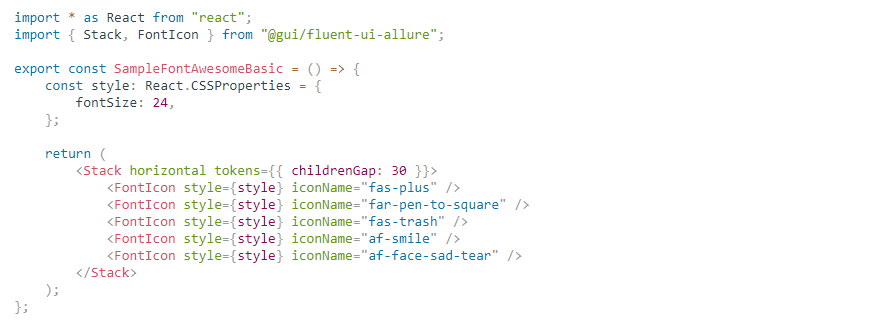 import * as React from "react";
import { Stack, FontIcon } from "@gui/fluent-ui-allure";

export const SampleFontAwesomeBasic = () => {
    const style: React.CSSProperties = {
        fontSize: 24,
    };

    return (
        <Stack horizontal tokens={{ childrenGap: 30 }}>
            <FontIcon style={style} iconName="fas-plus" />
            <FontIcon style={style} iconName="far-pen-to-square" />
            <FontIcon style={style} iconName="fas-trash" />
            <FontIcon style={style} iconName="af-smile" />
            <FontIcon style={style} iconName="af-face-sad-tear" />
        </Stack>
    );
};